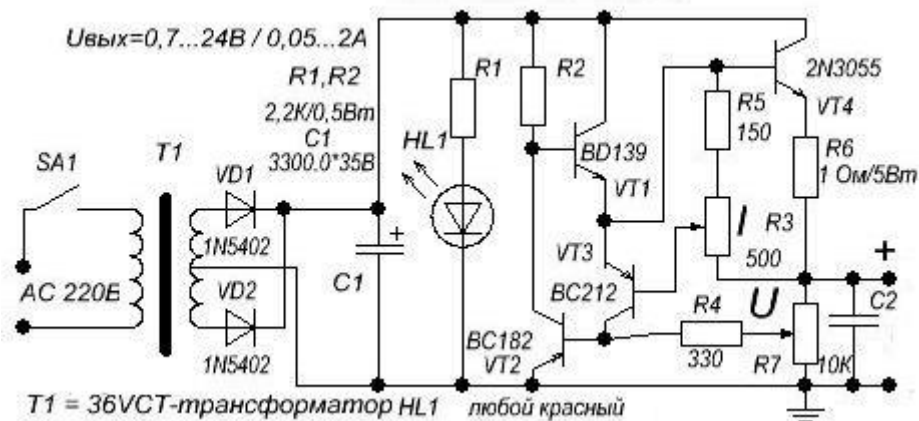 Uвых=0,7...24В / 0,05...2А
R1,R2
2,2К/0,5Вт
C1
3300.0*35В
R1
R2
2N3055
VT4
R5
150
R6
1 Ом/5Вт
HL1
BD139
VT1
SA1
T1
VD1
1N5402
I
R3
500
+
+
VT3
BC212
C1
AC 220В
VD2
1N5402
BC182
VT2
R4
330
U
R7
10К
C2
T1 = 36VCT-трансформатор HL1 любой красный